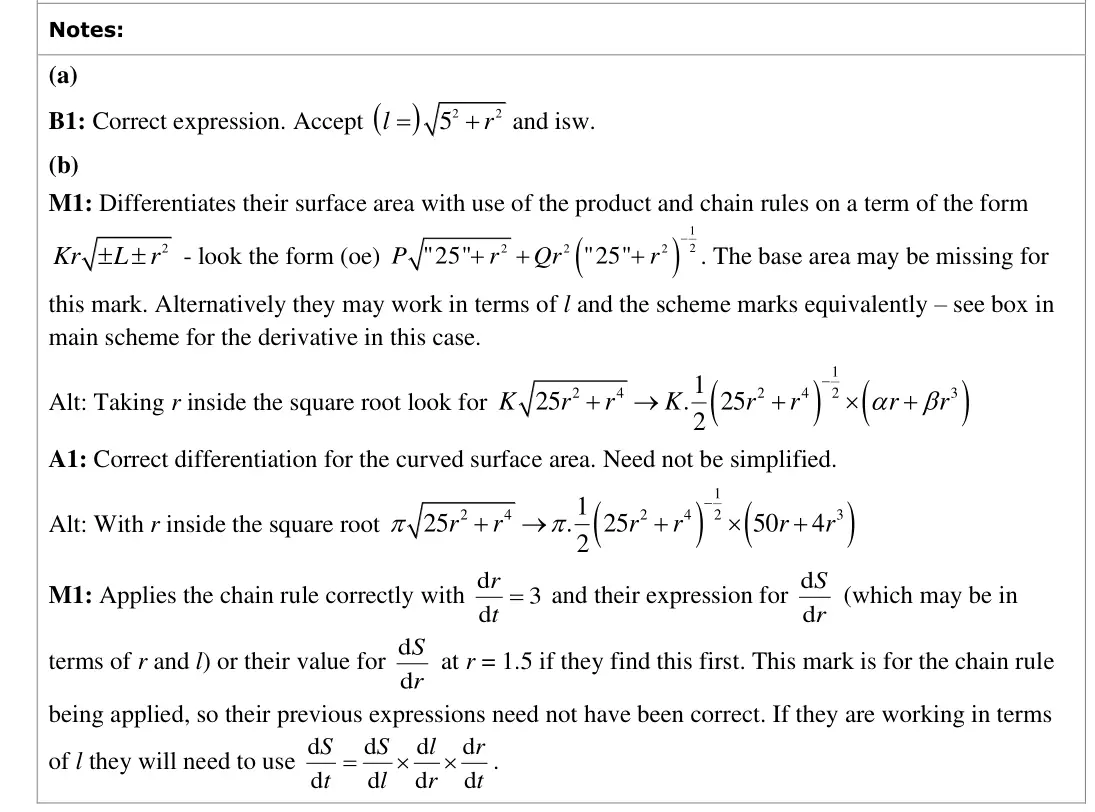 Notes:
(a)
B1: Correct expression. Accept (l =)√(5² + r²) and isw.
(b)
M1: Differentiates their surface area with use of the product and chain rules on a term of the form
Kr√(±L ± r²) - look the form (oe) P√("25"+ r²) + Qr²("25"+ r²)^(−1/2). The base area may be missing for
this mark. Alternatively they may work in terms of l and the scheme marks equivalently – see box in
main scheme for the derivative in this case.
Alt: Taking r inside the square root look for K√(25r² + r⁴) → K.½(25r² + r⁴)^(−1/2) × (αr + βr³)
A1: Correct differentiation for the curved surface area. Need not be simplified.
Alt: With r inside the square root π√(25r² + r⁴) → π.½(25r² + r⁴)^(−1/2) × (50r + 4r³)
M1: Applies the chain rule correctly with dr/dt = 3 and their expression for dS/dr (which may be in
terms of r and l) or their value for dS/dr at r = 1.5 if they find this first. This mark is for the chain rule
being applied, so their previous expressions need not have been correct. If they are working in terms
of l they will need to use dS/dt = dS/dl × dl/dr × dr/dt.